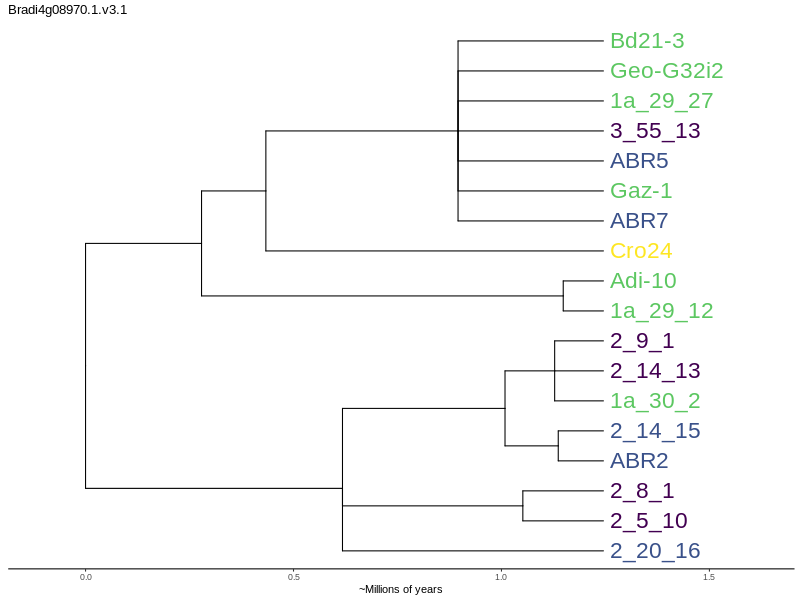 Bradi4g08970.1.v3.1
Bd21-3
Geo-G32i2
1a_29_27
3_55_13
ABR5
Gaz-1
ABR7
Cro24
Adi-10
1a_29_12
2_9_1
2_14_13
1a_30_2
2_14_15
ABR2
2_8_1
2_5_10
2_20_16
0.0 0.5 1.0 1.5
~Millions of years